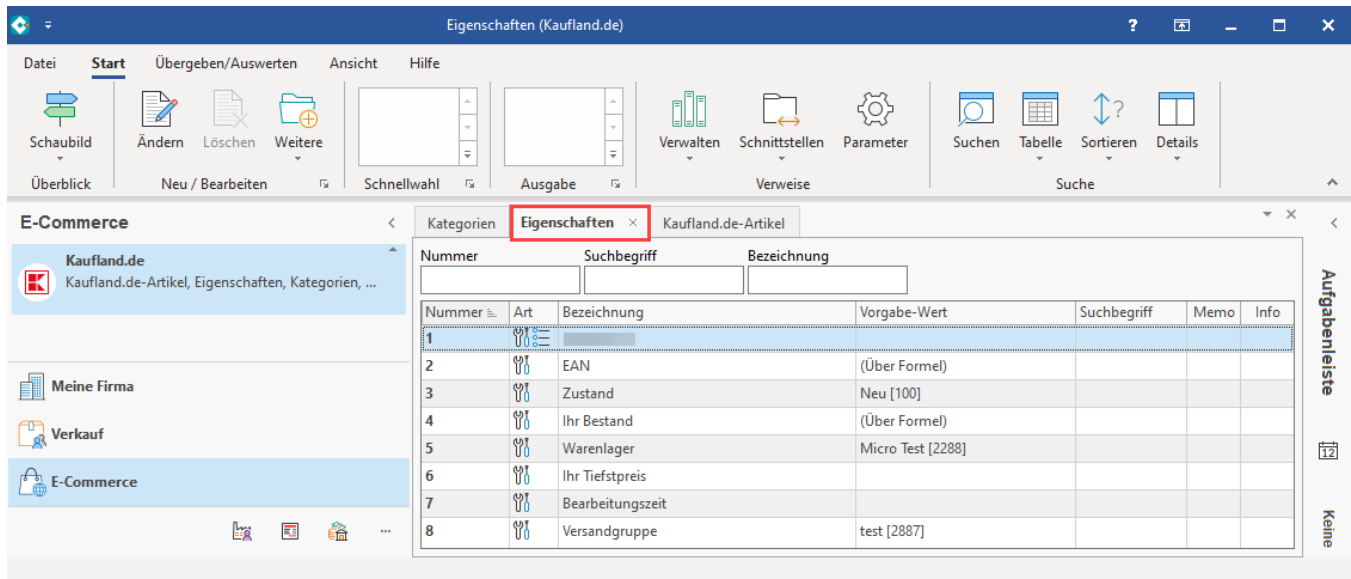 Eigenschaften (Kaufland.de)
?
Datei Start Übergeben/Auswerten Ansicht Hilfe
Schaubild Ändern Löschen Weitere Verwalten Schnittstellen Parameter Suchen Tabelle Sortieren Details
Überblick Neu / Bearbeiten Schnellwahl Ausgabe Verweise Suche
E-Commerce
Kaufland.de
Kaufland.de-Artikel, Eigenschaften, Kategorien, ...
Meine Firma
Verkauf
E-Commerce
...
Kategorien Eigenschaften × Kaufland.de-Artikel
Nummer Suchbegriff Bezeichnung
Nummer Art Bezeichnung Vorgabe-Wert Suchbegriff Memo Info
1
2 EAN (Über Formel)
3 Zustand Neu [100]
4 Ihr Bestand (Über Formel)
5 Warenlager Micro Test [2288]
6 Ihr Tiefstpreis
7 Bearbeitungszeit
8 Versandgruppe test [2887]
Aufgabenleiste
12
Keine